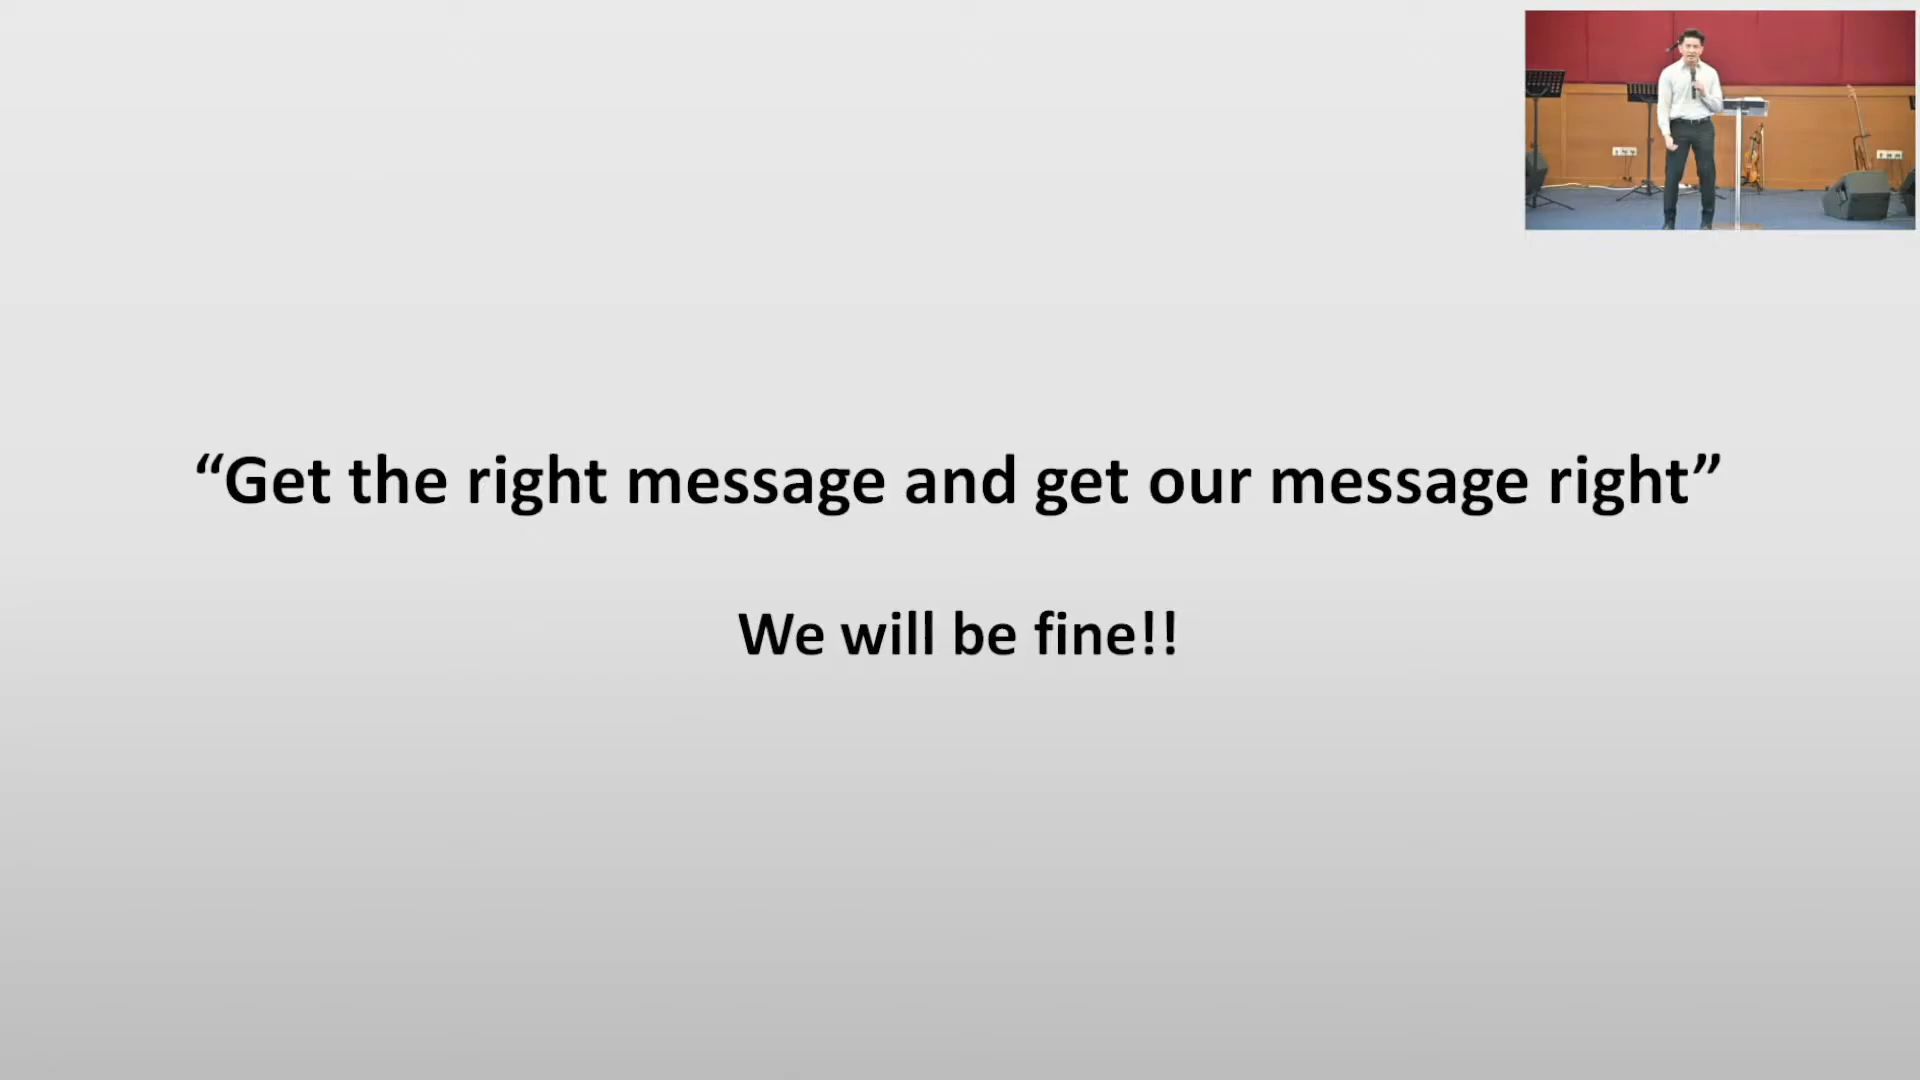 “Get the right message and get our message right”
We will be fine!!